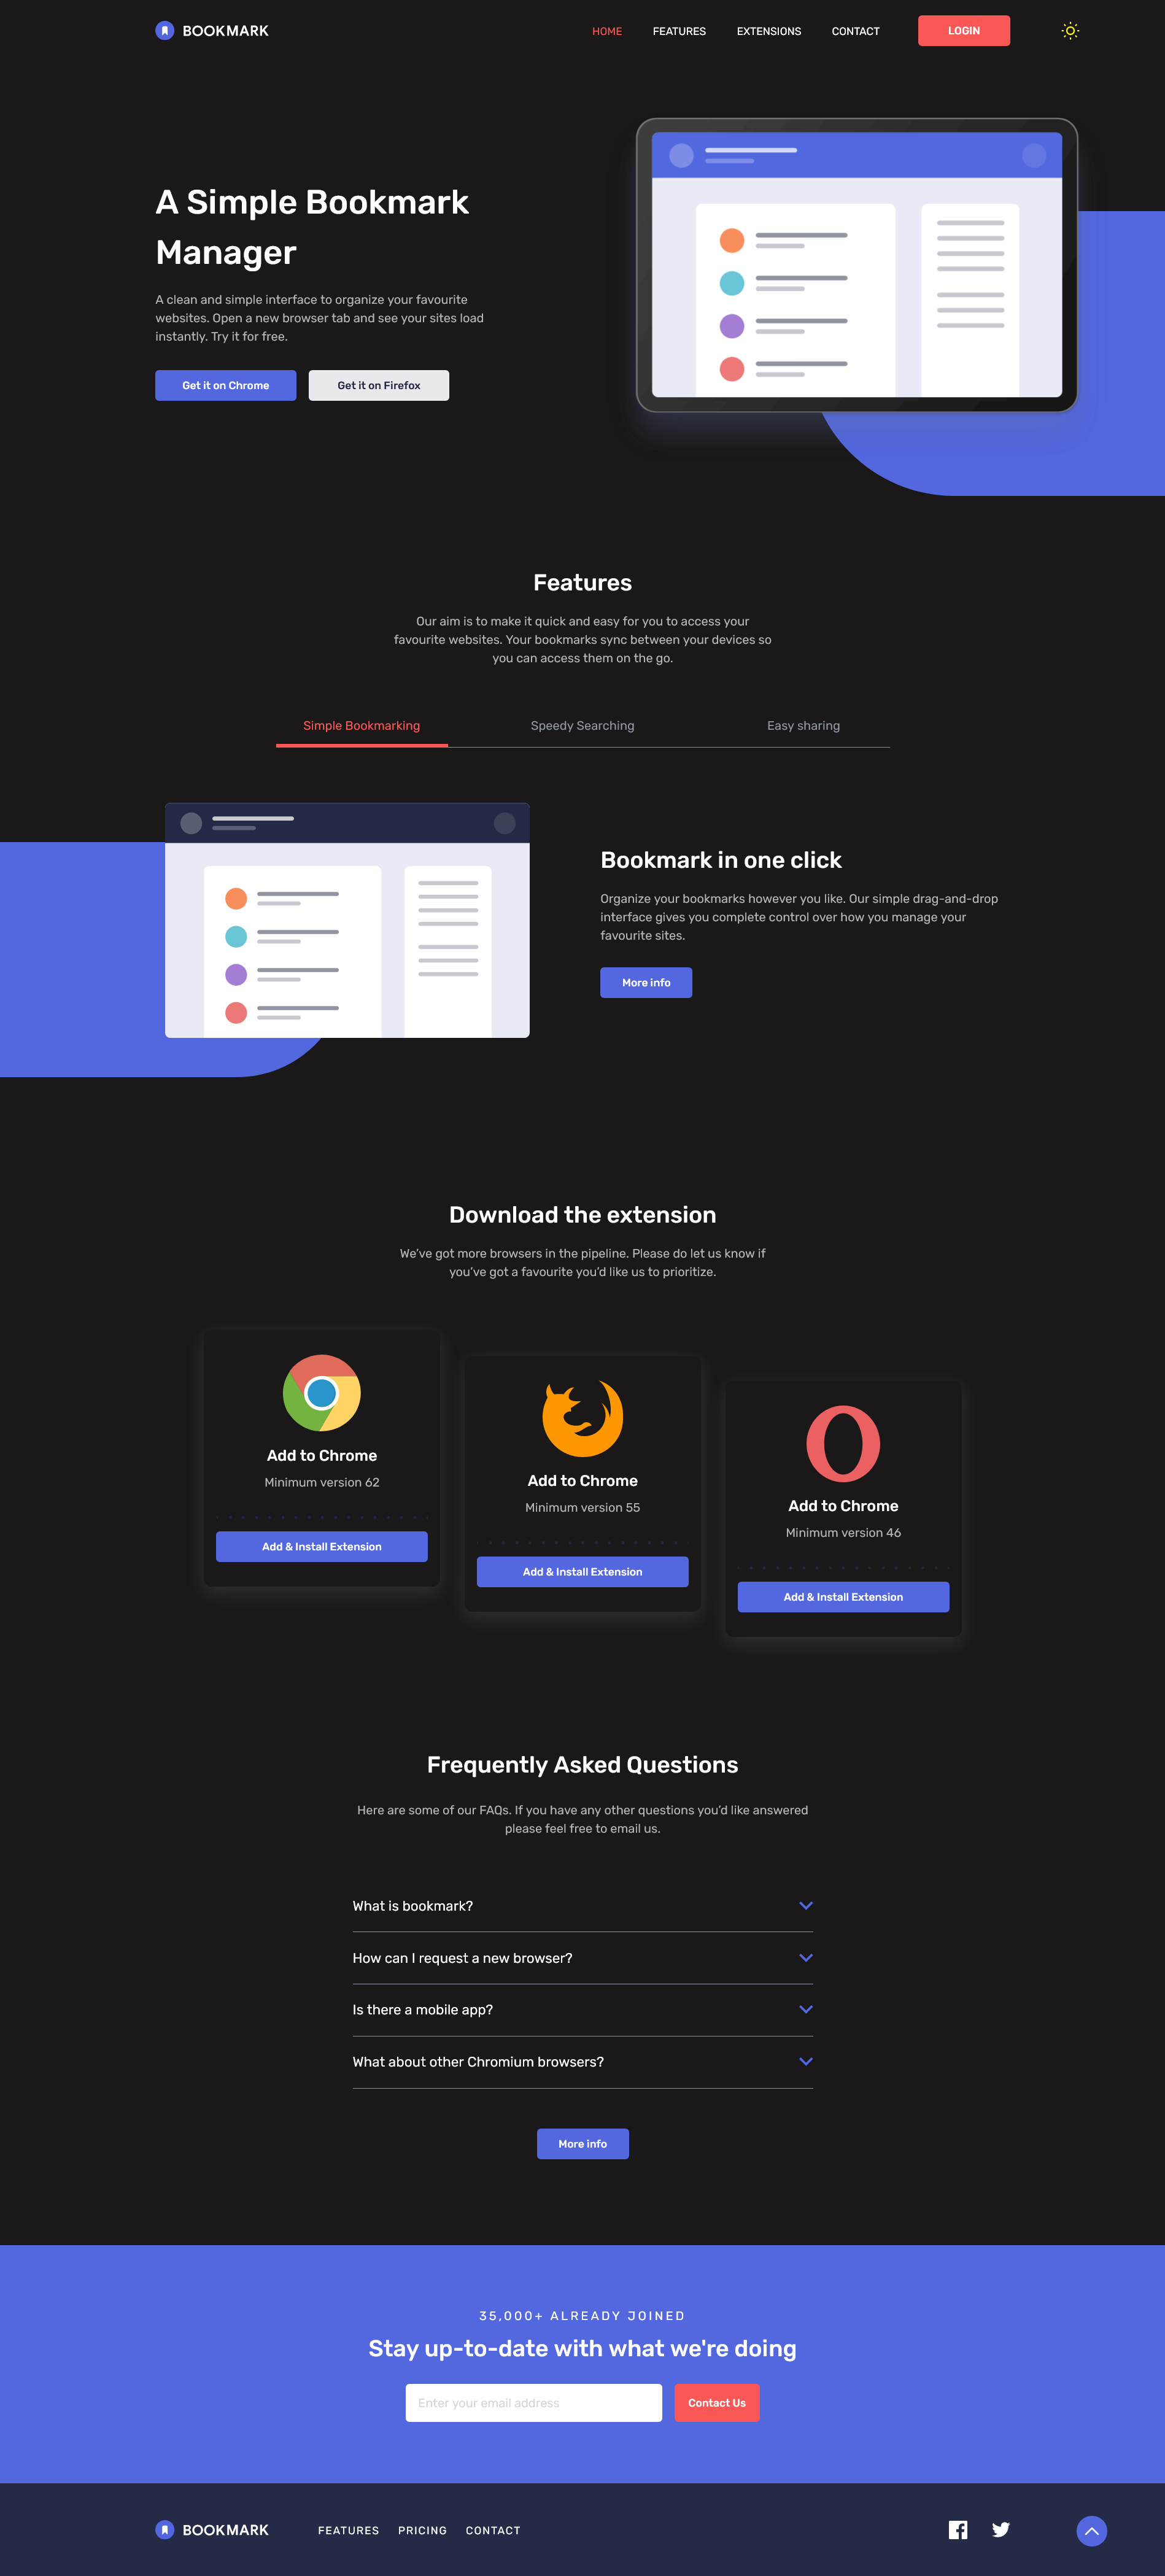 BOOKMARK
HOME
FEATURES
EXTENSIONS
CONTACT
LOGIN
A Simple Bookmark
Manager
A clean and simple interface to organize your favourite
websites. Open a new browser tab and see your sites load
instantly. Try it for free.
Get it on Chrome
Get it on Firefox
Features
Our aim is to make it quick and easy for you to access your
favourite websites. Your bookmarks sync between your devices so
you can access them on the go.
Simple Bookmarking
Speedy Searching
Easy sharing
Bookmark in one click
Organize your bookmarks however you like. Our simple drag-and-drop
interface gives you complete control over how you manage your
favourite sites.
More info
Download the extension
We've got more browsers in the pipeline. Please do let us know if
you've got a favourite you'd like us to prioritize.
Add to Chrome
Minimum version 62
Add & Install Extension
Add to Chrome
Minimum version 55
Add & Install Extension
Add to Chrome
Minimum version 46
Add & Install Extension
Frequently Asked Questions
Here are some of our FAQs. If you have any other questions you'd like answered
please feel free to email us.
What is bookmark?
How can I request a new browser?
Is there a mobile app?
What about other Chromium browsers?
More info
35,000+ ALREADY JOINED
Stay up-to-date with what we're doing
Enter your email address
Contact Us
BOOKMARK
FEATURES
PRICING
CONTACT